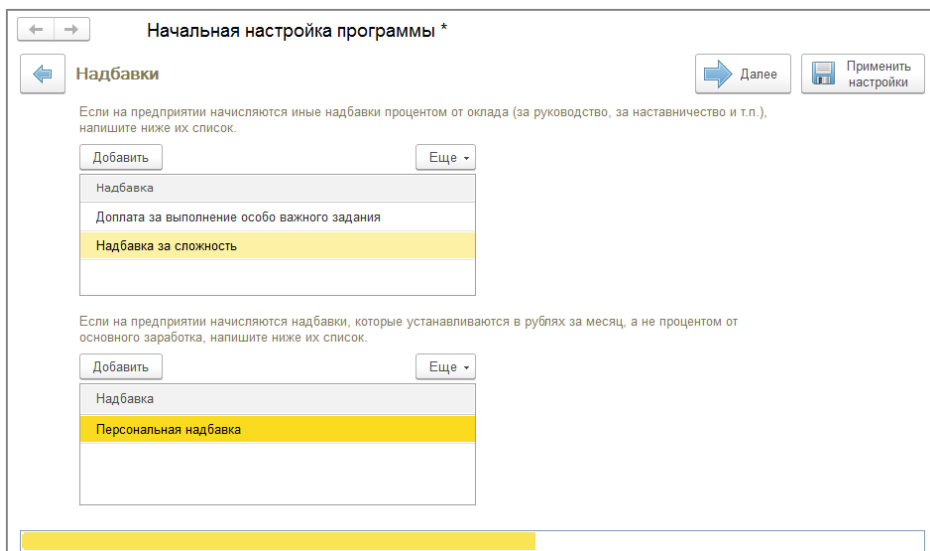 Начальная настройка программы *
Надбавки
Далее
Применить
настройки
Если на предприятии начисляются иные надбавки процентом от оклада (за руководство, за наставничество и т.п.),
напишите ниже их список.
Добавить
Еще
Надбавка
Доплата за выполнение особо важного задания
Надбавка за сложность
Если на предприятии начисляются надбавки, которые устанавливаются в рублях за месяц, а не процентом от
основного заработка, напишите ниже их список.
Добавить
Еще
Надбавка
Персональная надбавка